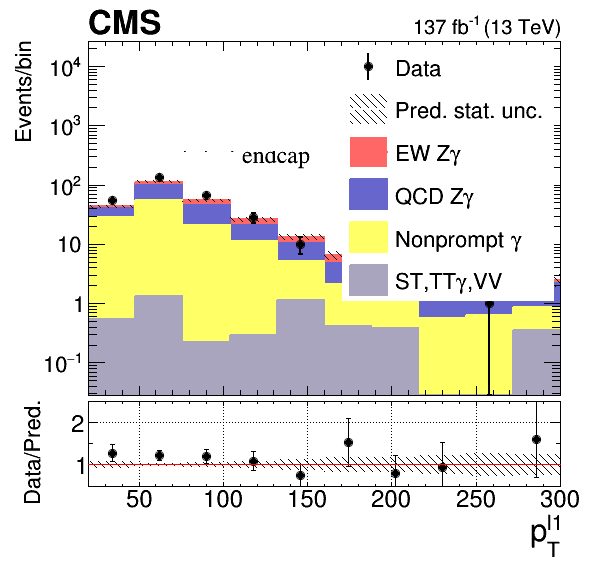 CMS
137 fb⁻¹ (13 TeV)
Events/bin
10⁴
10³
10²
10
1
10⁻¹
Data
Pred. stat. unc.
EW Zγ
QCD Zγ
Nonprompt γ
ST,TTγ,VV
endcap
Data/Pred.
2
1
50 100 150 200 250 300
p_T^{l1}